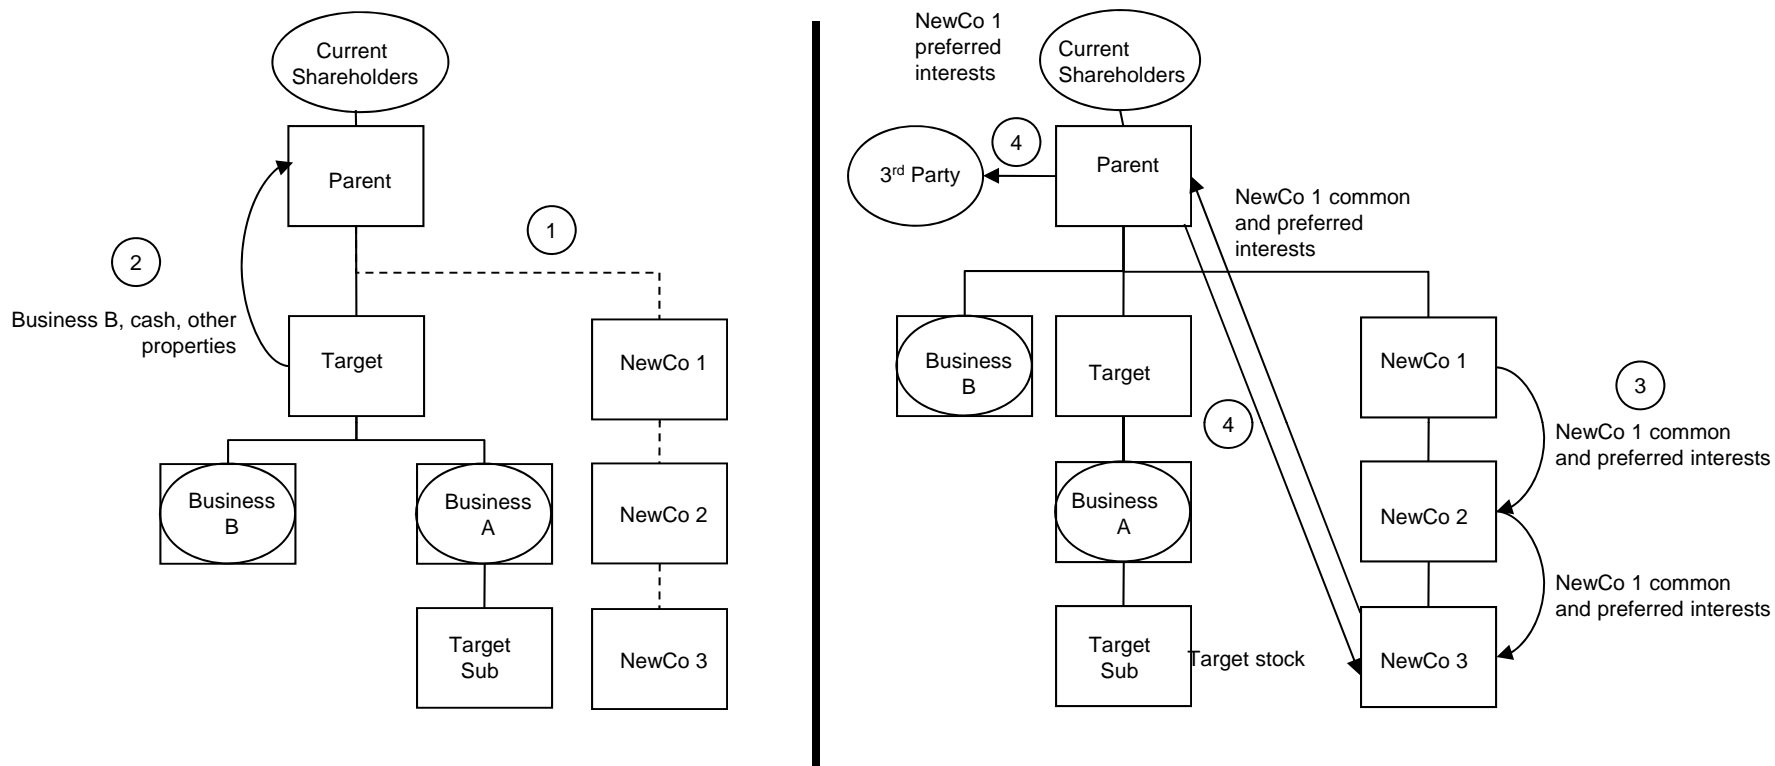 Current
Shareholders
Parent
1
2
Business B, cash, other
properties
Target
NewCo 1
Business
B
Business
A
NewCo 2
Target
Sub
NewCo 3
NewCo 1
preferred
interests
Current
Shareholders
4
3rd Party
Parent
NewCo 1 common
and preferred
interests
Business
B
Target
NewCo 1
3
4
NewCo 1 common
and preferred interests
Business
A
NewCo 2
NewCo 1 common
and preferred interests
Target
Sub
Target stock
NewCo 3